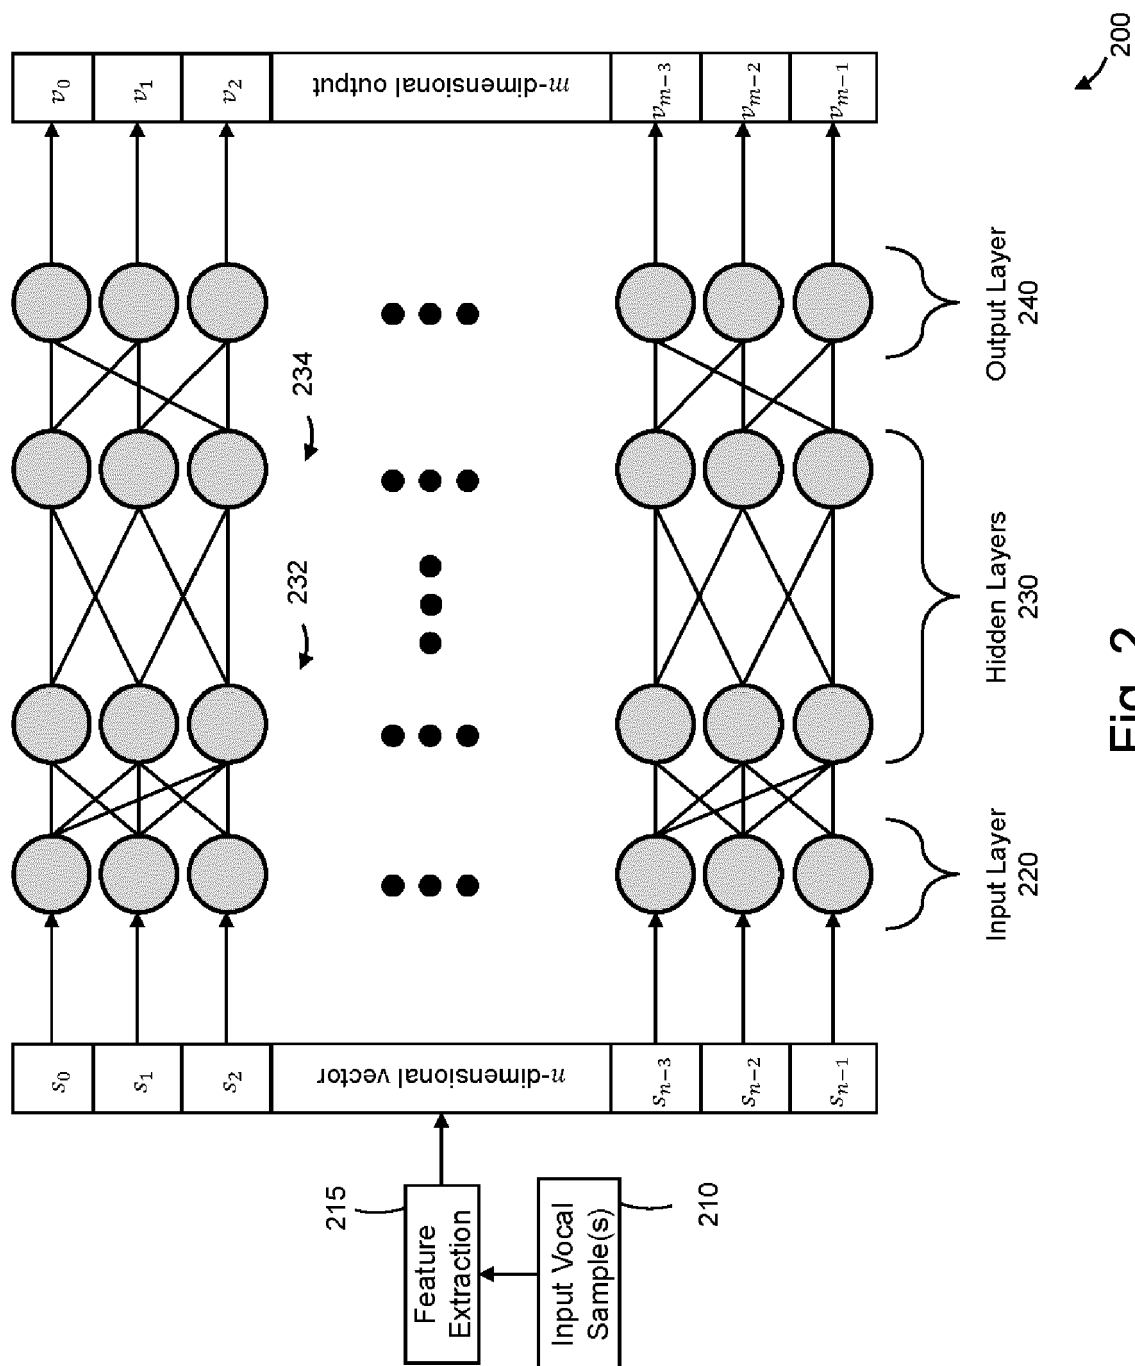 200
v₀
v₁
v₂
m-dimensional output
vₘ₋₃
vₘ₋₂
vₘ₋₁
Output Layer
240
234
232
Hidden Layers
230
Input Layer
220
s₀
s₁
s₂
n-dimensional vector
sₙ₋₃
sₙ₋₂
sₙ₋₁
215
Feature
Extraction
210
Input Vocal
Sample(s)
Fig. 2